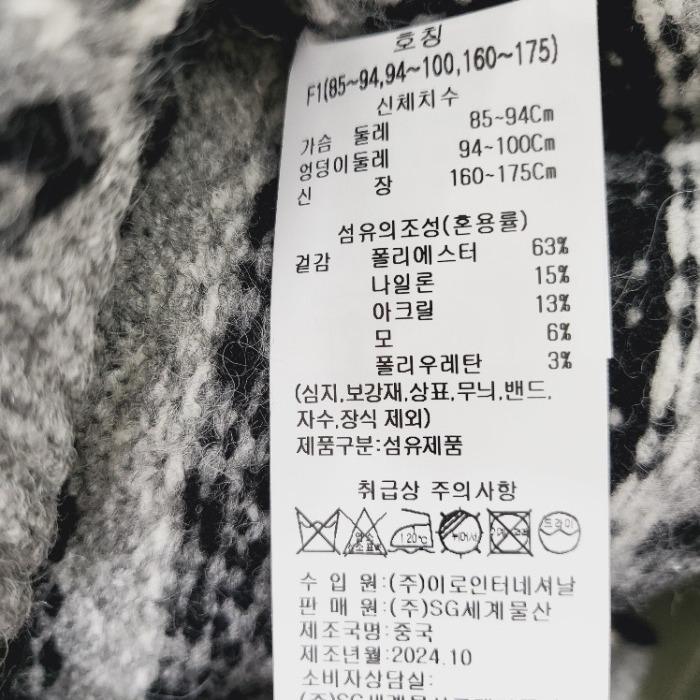 호칭
F1(85~94,94~100,160~175)
신체치수
가슴 둘레 85~94Cm
엉덩이둘레 94~100Cm
신 장 160~175Cm
섬유의조성(혼용률)
겉감 폴리에스터 63%
나일론 15%
아크릴 13%
모 6%
폴리우레탄 3%
(심지,보강재,상표,무늬,밴드,
자수,장식 제외)
제품구분:섬유제품
취급상 주의사항
120℃ 드라이
수 입 원:(주)이로인터네셔날
판 매 원:(주)SG세계물산
제조국명:중국
제조년월:2024.10
소비자상담실: